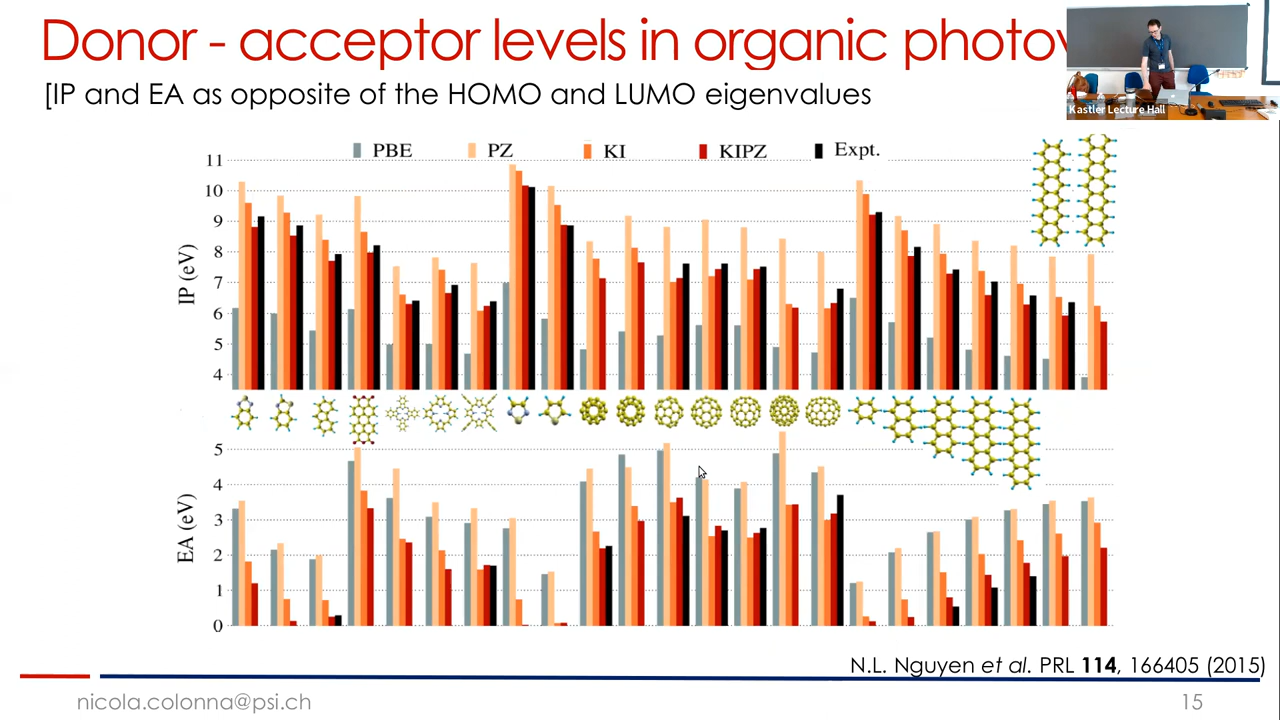 Donor - acceptor levels in organic photov
[IP and EA as opposite of the HOMO and LUMO eigenvalues
Kastler Lecture Hall
PBE PZ KI KIPZ Expt.
11
10
9
8
7
6
5
4
IP (eV)
5
4
3
2
1
0
EA (eV)
N.L. Nguyen et al. PRL 114, 166405 (2015)
nicola.colonna@psi.ch 15